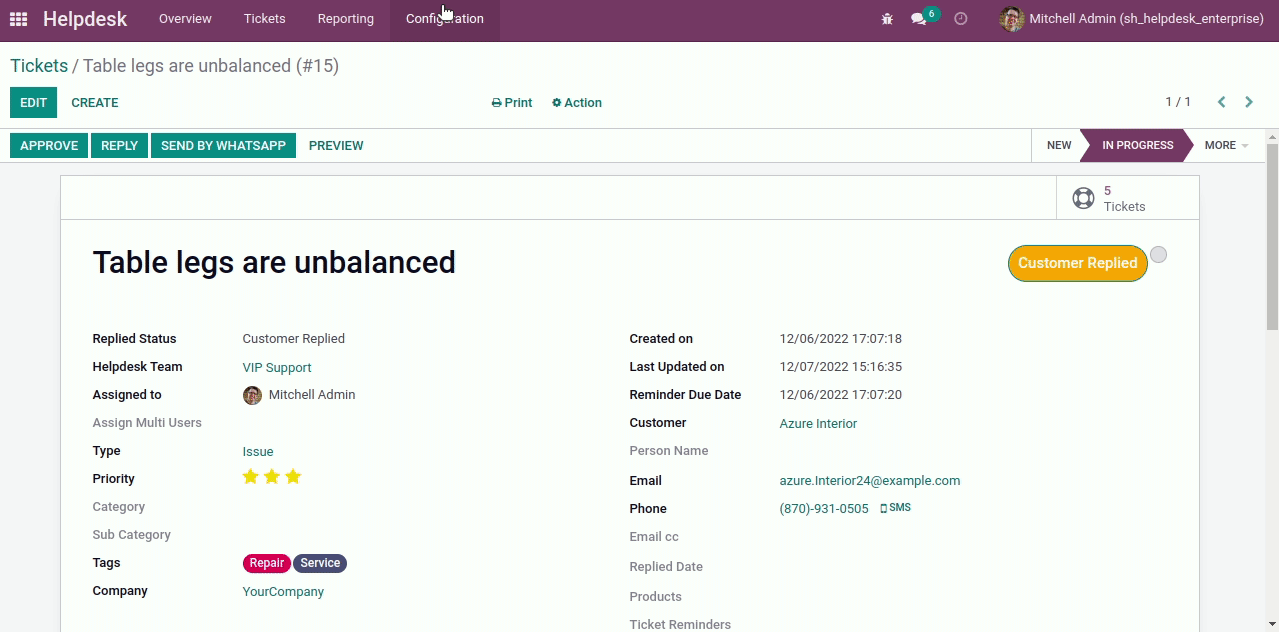 Helpdesk Overview Tickets Reporting Configuration 6 Mitchell Admin (sh_helpdesk_enterprise)
Tickets / Table legs are unbalanced (#15)
EDIT CREATE Print Action 1 / 1
APPROVE REPLY SEND BY WHATSAPP PREVIEW NEW IN PROGRESS MORE
5
Tickets
Table legs are unbalanced Customer Replied
Replied Status Customer Replied Created on 12/06/2022 17:07:18
Helpdesk Team VIP Support Last Updated on 12/07/2022 15:16:35
Assigned to Mitchell Admin Reminder Due Date 12/06/2022 17:07:20
Assign Multi Users Customer Azure Interior
Type Issue Person Name
Priority Email azure.Interior24@example.com
Category Phone (870)-931-0505 SMS
Sub Category Email cc
Tags Repair Service Replied Date
Company YourCompany Products
Ticket Reminders